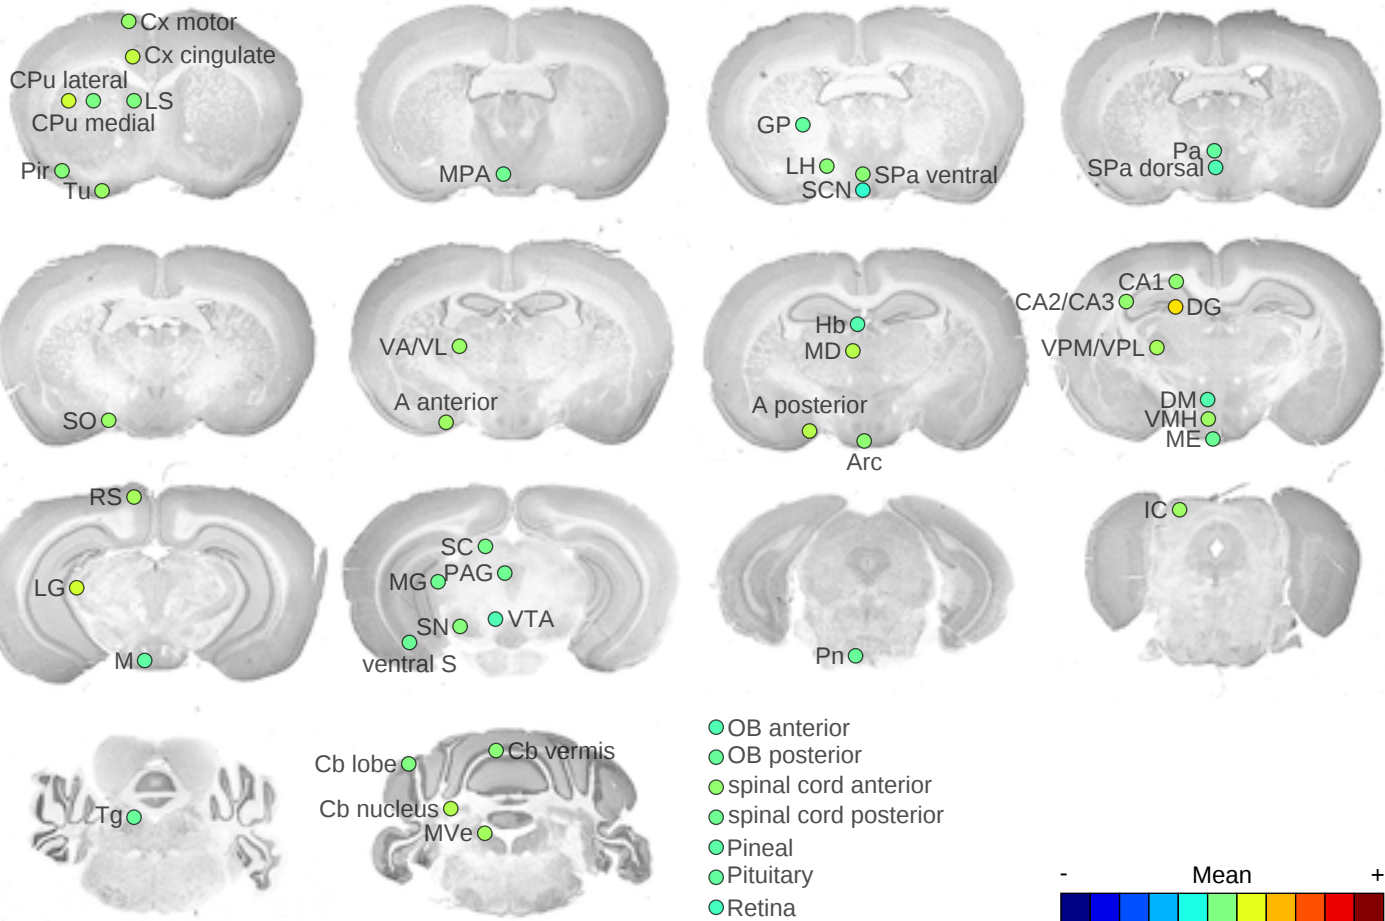 Cx motor
Cx cingulate
CPu lateral
LS
CPu medial
Pir
Tu
MPA
GP
LH
SPa ventral
SCN
Pa
SPa dorsal
SO
VA/VL
A anterior
Hb
MD
A posterior
Arc
CA1
CA2/CA3
DG
VPM/VPL
DM
VMH
ME
RS
LG
M
SC
MG
PAG
SN
VTA
ventral S
Pn
IC
Tg
Cb lobe
Cb vermis
Cb nucleus
MVe
OB anterior
OB posterior
spinal cord anterior
spinal cord posterior
Pineal
Pituitary
Retina
- Mean +